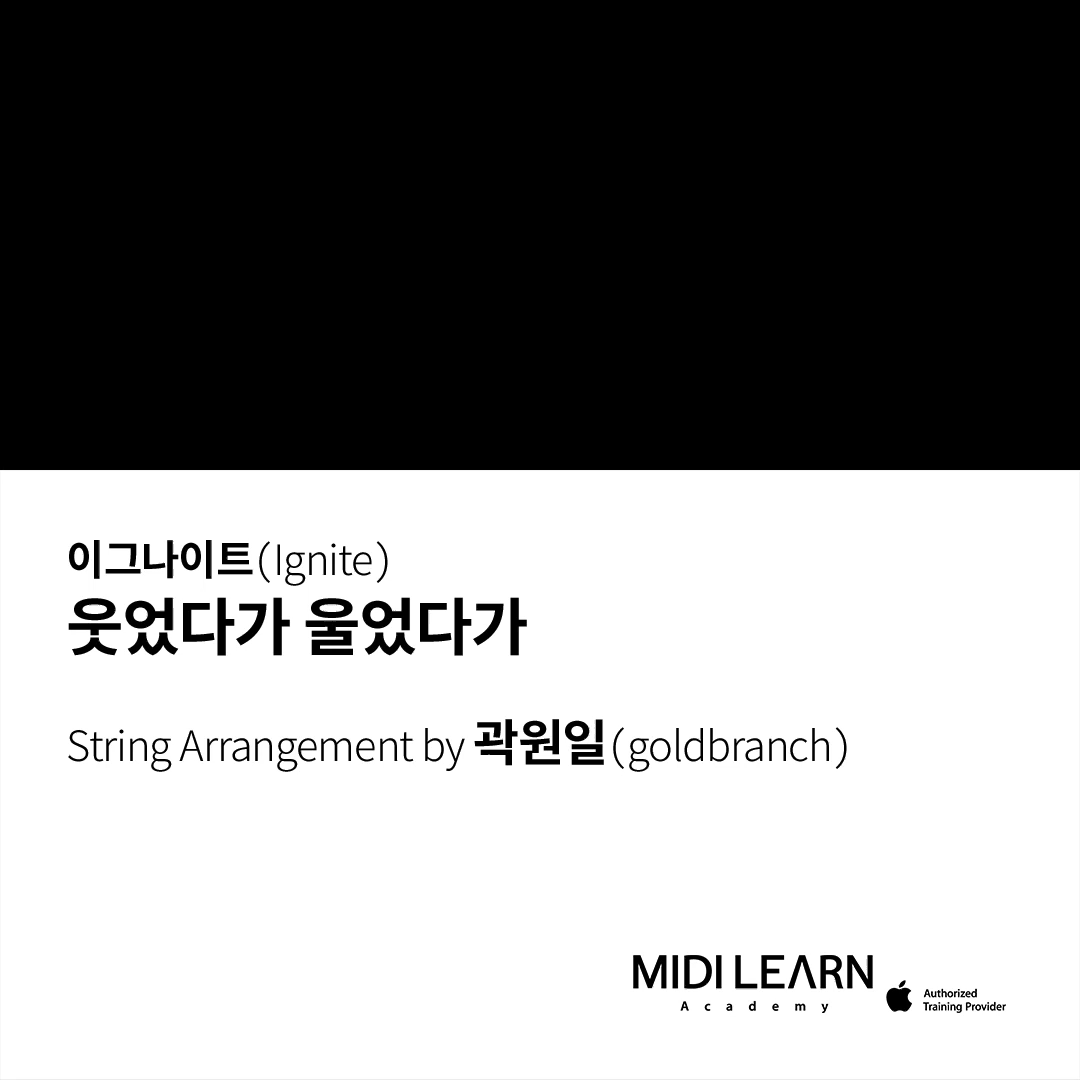 이그나이트(Ignite)
웃었다가 울었다가
String Arrangement by 곽원일(goldbranch)
MIDI LEARN
Academy
Authorized
Training Provider